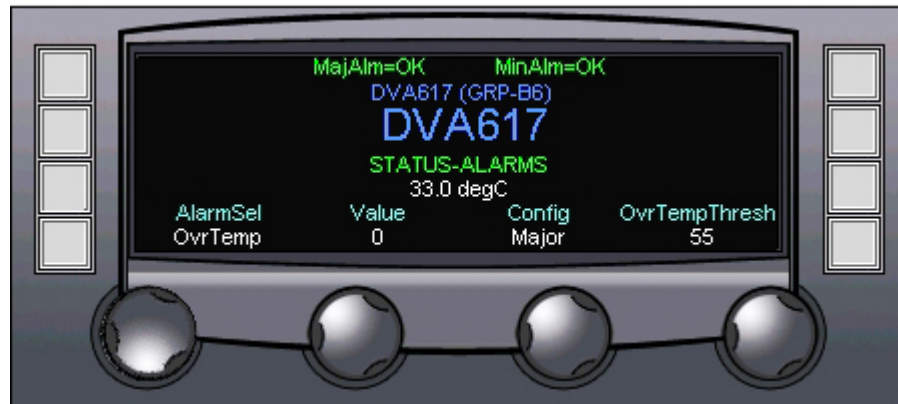 MajAlm=OK MinAlm=OK
DVA617 (GRP-B6)
DVA617
STATUS-ALARMS
33.0 degC
AlarmSel Value Config OvrTempThresh
OvrTemp 0 Major 55